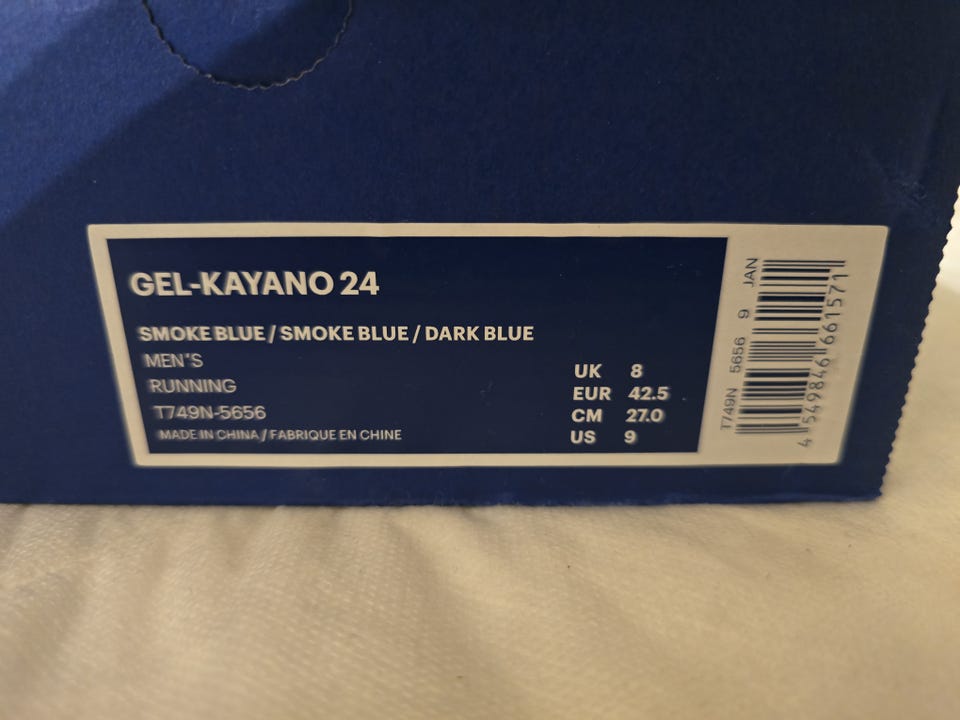 GEL-KAYANO 24
SMOKE BLUE / SMOKE BLUE / DARK BLUE
MEN'S
RUNNING
T749N-5656
MADE IN CHINA / FABRIQUE EN CHINE
UK 8
EUR 42.5
CM 27.0
US 9
T749N 5656 9 JAN
4 549846 661571